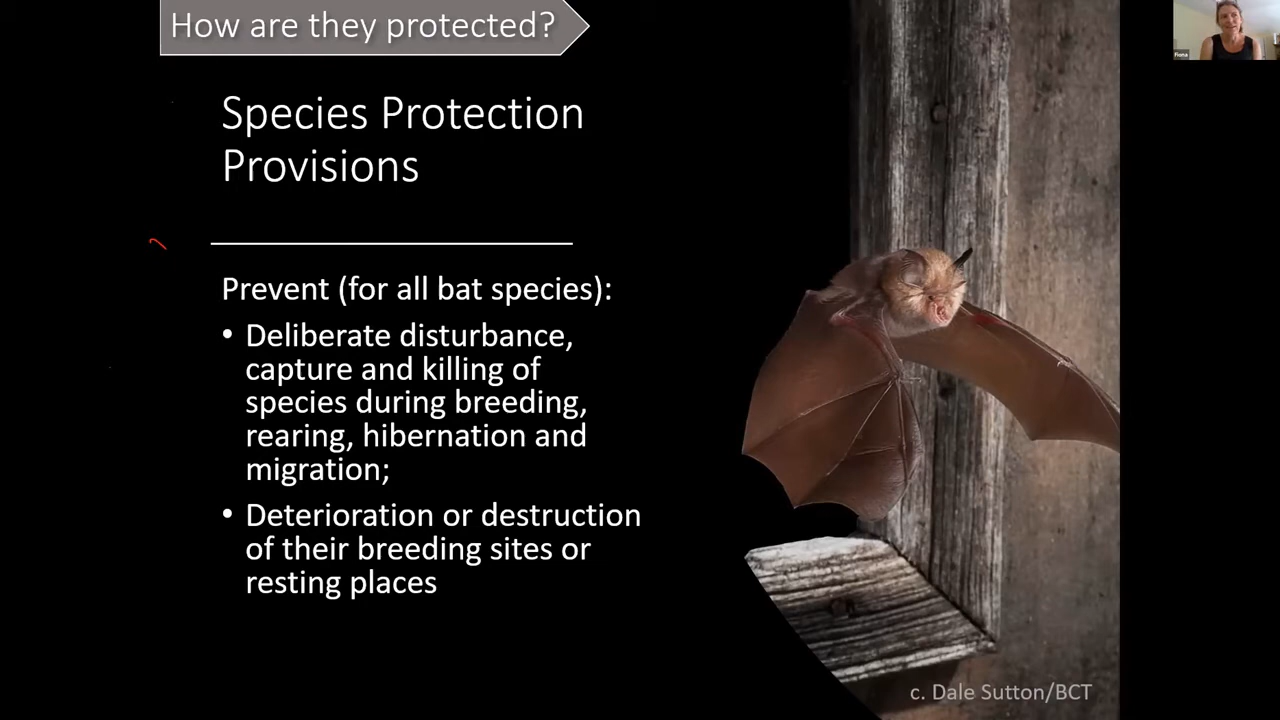 How are they protected?
Fiona
Species Protection
Provisions
Prevent (for all bat species):
• Deliberate disturbance,
capture and killing of
species during breeding,
rearing, hibernation and
migration;
• Deterioration or destruction
of their breeding sites or
resting places
c. Dale Sutton/BCT